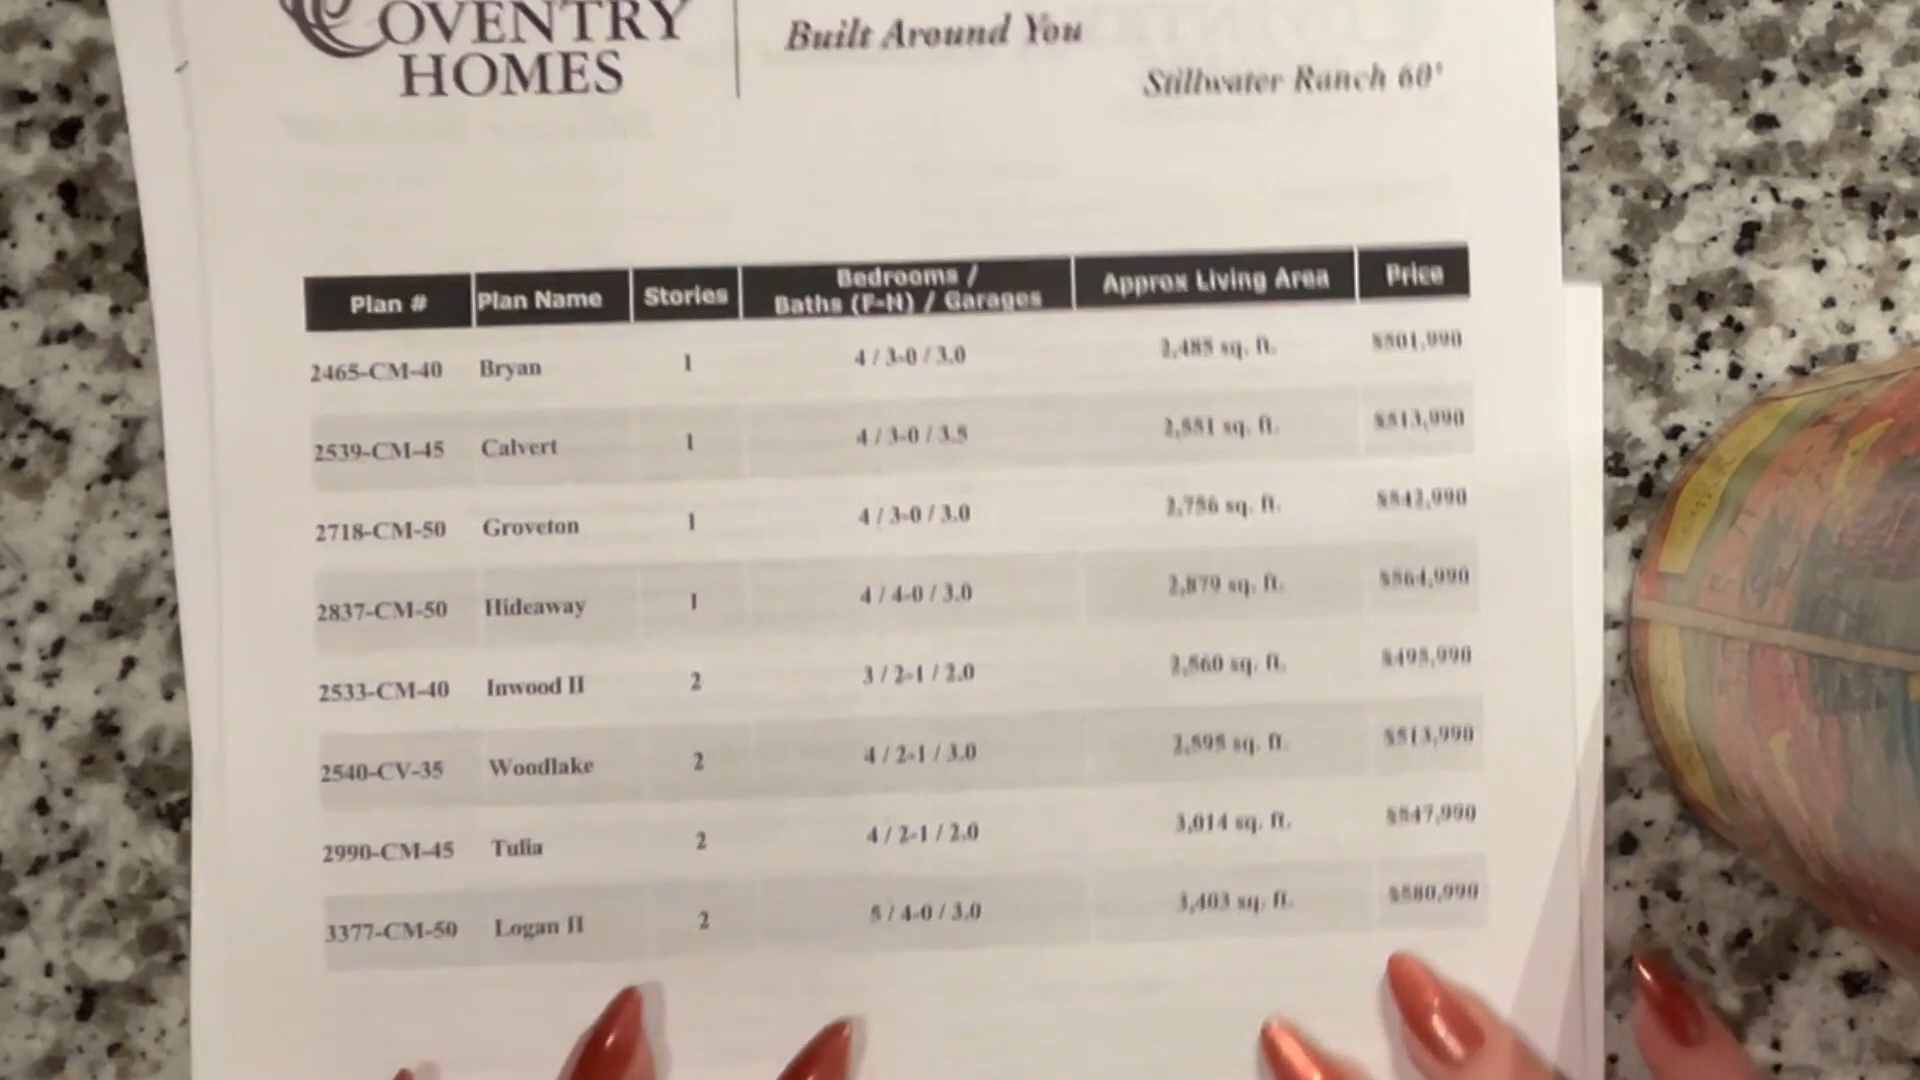 COVENTRY
HOMES
Built Around You
Stillwater Ranch 60'
Plan # Plan Name Stories Bedrooms / Baths (F-H) / Garages Approx Living Area Price
2465-CM-40 Bryan 1 4 / 3-0 / 3.0 2,485 sq. ft. $501,990
2539-CM-45 Calvert 1 4 / 3-0 / 3.5 2,551 sq. ft. $513,990
2718-CM-50 Groveton 1 4 / 3-0 / 3.0 2,756 sq. ft. $542,990
2837-CM-50 Hideaway 1 4 / 4-0 / 3.0 2,879 sq. ft. $564,990
2533-CM-40 Inwood II 2 3 / 2-1 / 2.0 2,560 sq. ft. $498,990
2540-CV-35 Woodlake 2 4 / 2-1 / 3.0 2,595 sq. ft. $513,990
2990-CM-45 Tulia 2 4 / 2-1 / 2.0 3,014 sq. ft. $547,990
3377-CM-50 Logan II 2 5 / 4-0 / 3.0 3,403 sq. ft. $580,990